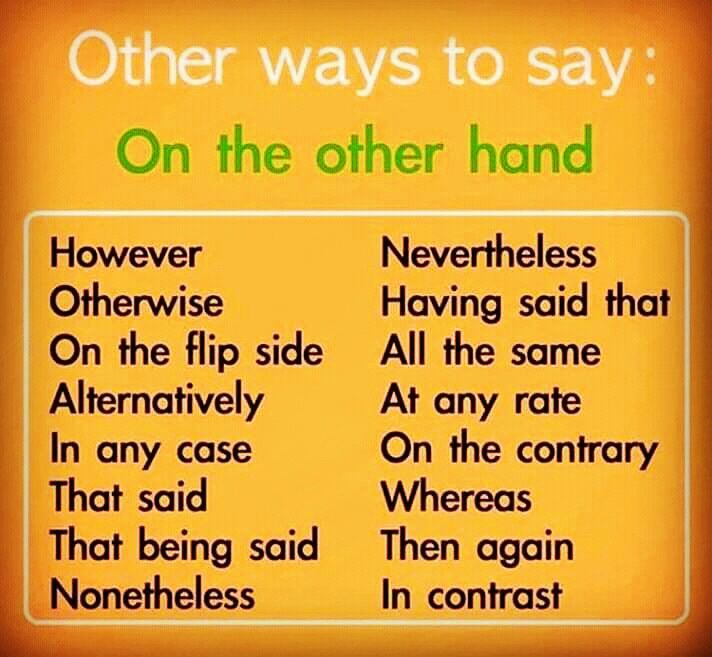 Other ways to say:
On the other hand
However
Otherwise
On the flip side
Alternatively
In any case
That said
That being said
Nonetheless
Nevertheless
Having said that
All the same
At any rate
On the contrary
Whereas
Then again
In contrast